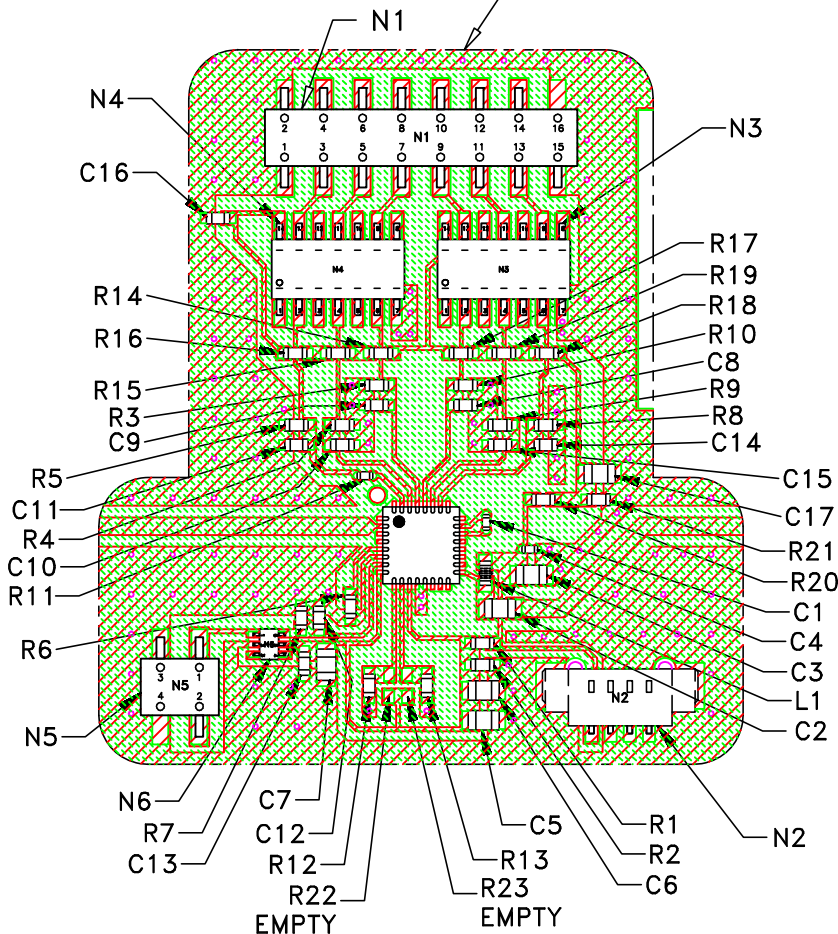 N1
N4
N3
C16
2 4 6 8 10 12 14 16
N1
1 3 5 7 9 11 13 15
N4
N3
R17
R19
R14
R18
R16
R10
R15
C8
R3
R9
C9
R8
R5
C14
C11
C15
R4
C17
C10
R21
R11
R20
C1
R6
C4
C3
3 1
N5
4 2
N2
L1
N5
C2
N6
C7
R7
C12
C5
R1
N2
C13
R12
R13
R2
R22
EMPTY
R23
EMPTY
C6